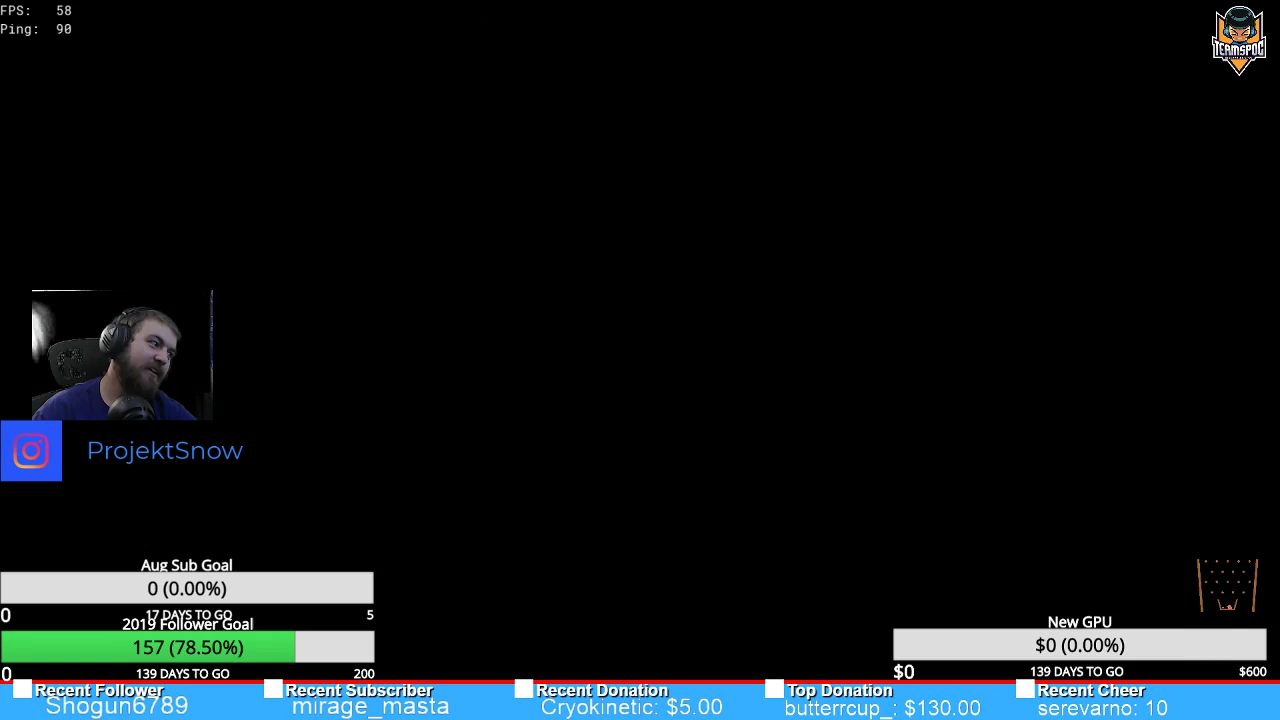 FPS: 58
Ping: 90
TEAMSPOG
ProjektSnow
Aug Sub Goal
0 (0.00%)
0 17 DAYS TO GO 5
2019 Follower Goal
157 (78.50%)
0 139 DAYS TO GO 200
New GPU
$0 (0.00%)
$0 139 DAYS TO GO $600
Recent Follower
Shogun6789
Recent Subscriber
mirage_masta
Recent Donation
Cryokinetic: $5.00
Top Donation
butterrcup_: $130.00
Recent Cheer
serevarno: 10